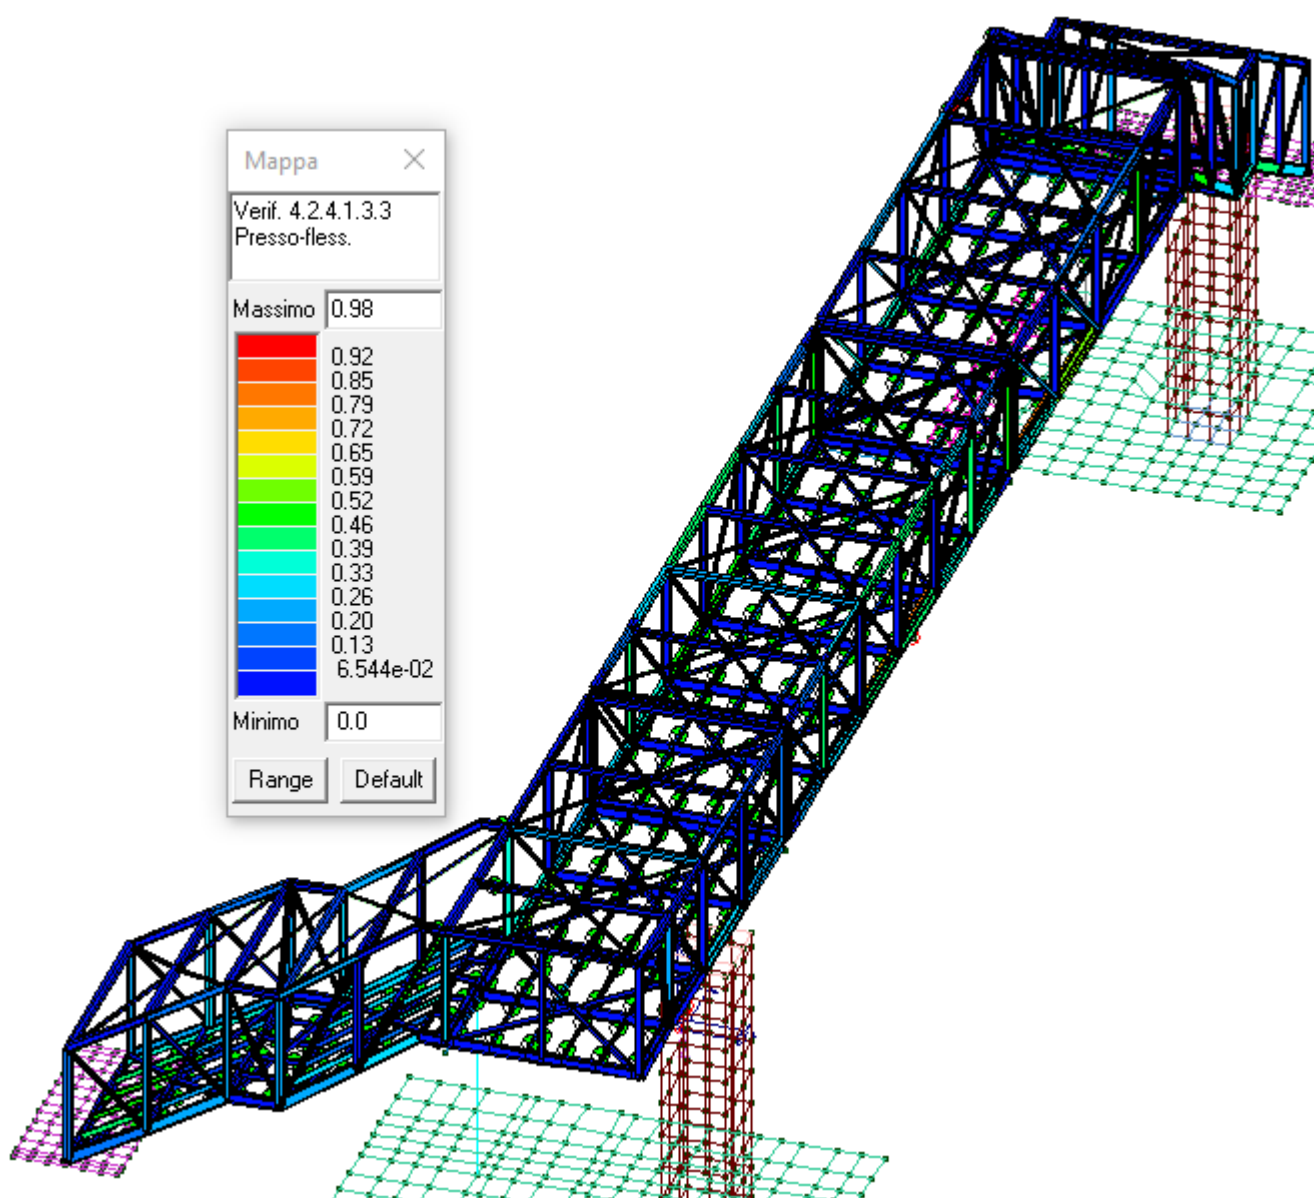 Mappa
Verif. 4.2.4.1.3.3
Presso-fless.
Massimo 0.98
0.92
0.85
0.79
0.72
0.65
0.59
0.52
0.46
0.39
0.33
0.26
0.20
0.13
6.544e-02
Minimo 0.0
Range Default